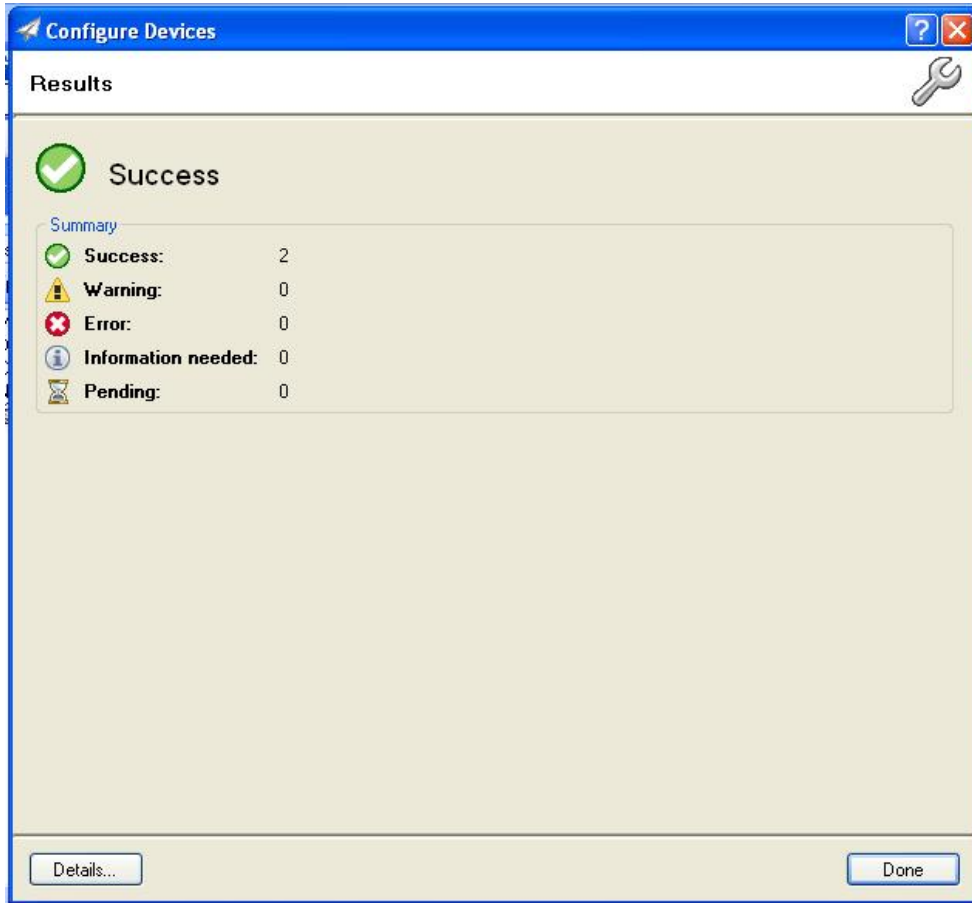 Configure Devices
Results
Success
Summary
Success: 2
Warning: 0
Error: 0
Information needed: 0
Pending: 0
Details...
Done